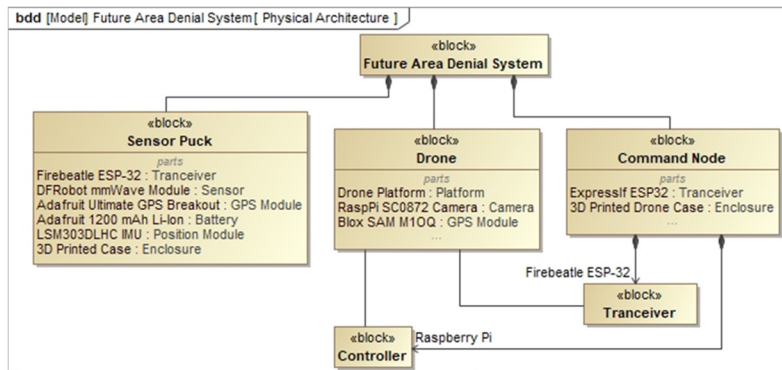 bdd [Model] Future Area Denial System[ Physical Architecture ]
«block»
Future Area Denial System
«block»
Sensor Puck
parts
Firebeatle ESP-32 : Tranceiver
DFRobot mmWave Module : Sensor
Adafruit Ultimate GPS Breakout : GPS Module
Adafruit 1200 mAh Li-Ion : Battery
LSM303DLHC IMU : Position Module
3D Printed Case : Enclosure
«block»
Drone
parts
Drone Platform : Platform
RaspPi SC0872 Camera : Camera
Blox SAM M1OQ : GPS Module
...
«block»
Command Node
parts
ExpressIf ESP32 : Tranceiver
3D Printed Drone Case : Enclosure
...
Firebeatle ESP-32
«block»
Tranceiver
Raspberry Pi
«block»
Controller